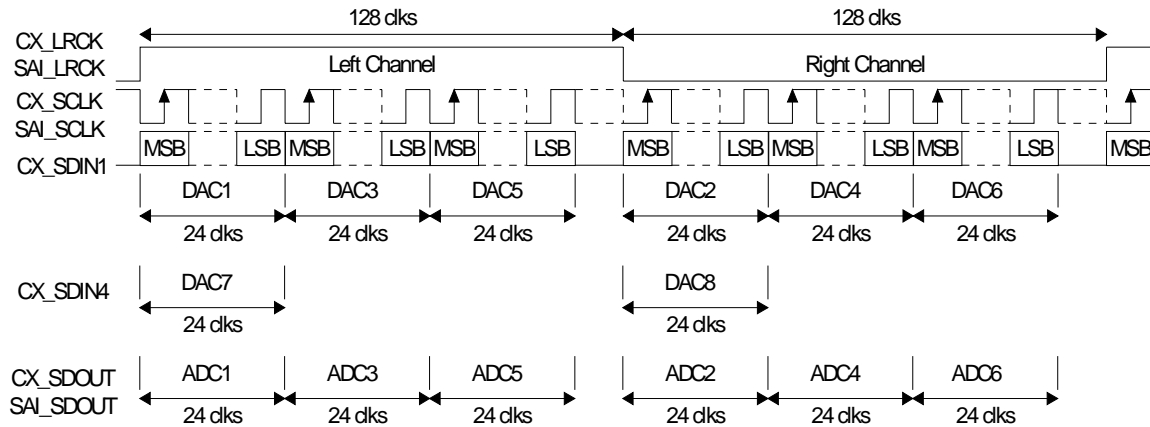 128 clks 128 clks
CX_LRCK
SAI_LRCK Left Channel Right Channel
CX_SCLK
SAI_SCLK
MSB LSB MSB LSB MSB LSB MSB LSB MSB LSB MSB LSB MSB
CX_SDIN1
DAC1 DAC3 DAC5 DAC2 DAC4 DAC6
24 clks 24 clks 24 clks 24 clks 24 clks 24 clks
CX_SDIN4 DAC7 DAC8
24 clks 24 clks
CX_SDOUT ADC1 ADC3 ADC5 ADC2 ADC4 ADC6
SAI_SDOUT 24 clks 24 clks 24 clks 24 clks 24 clks 24 clks